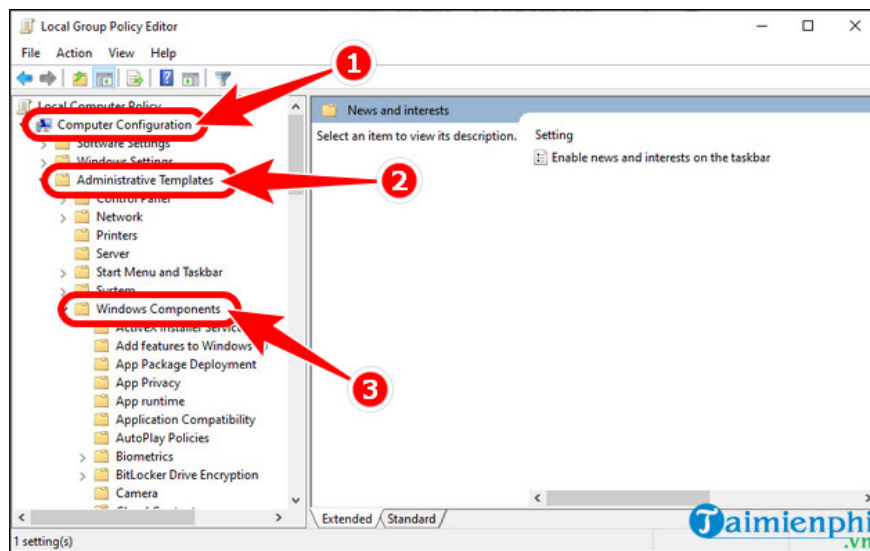 Local Group Policy Editor
File Action View Help
Local Computer Policy
Computer Configuration
Software Settings
Windows Settings
Administrative Templates
Control Panel
Network
Printers
Server
Start Menu and Taskbar
System
Windows Components
ActiveX Installer Service
Add features to Windows
App Package Deployment
App Privacy
App runtime
Application Compatibility
AutoPlay Policies
Biometrics
BitLocker Drive Encryption
Camera
1
2
3
News and interests
Select an item to view its description.
Setting
Enable news and interests on the taskbar
Extended Standard
1 setting(s)
Taimienphi
.vn